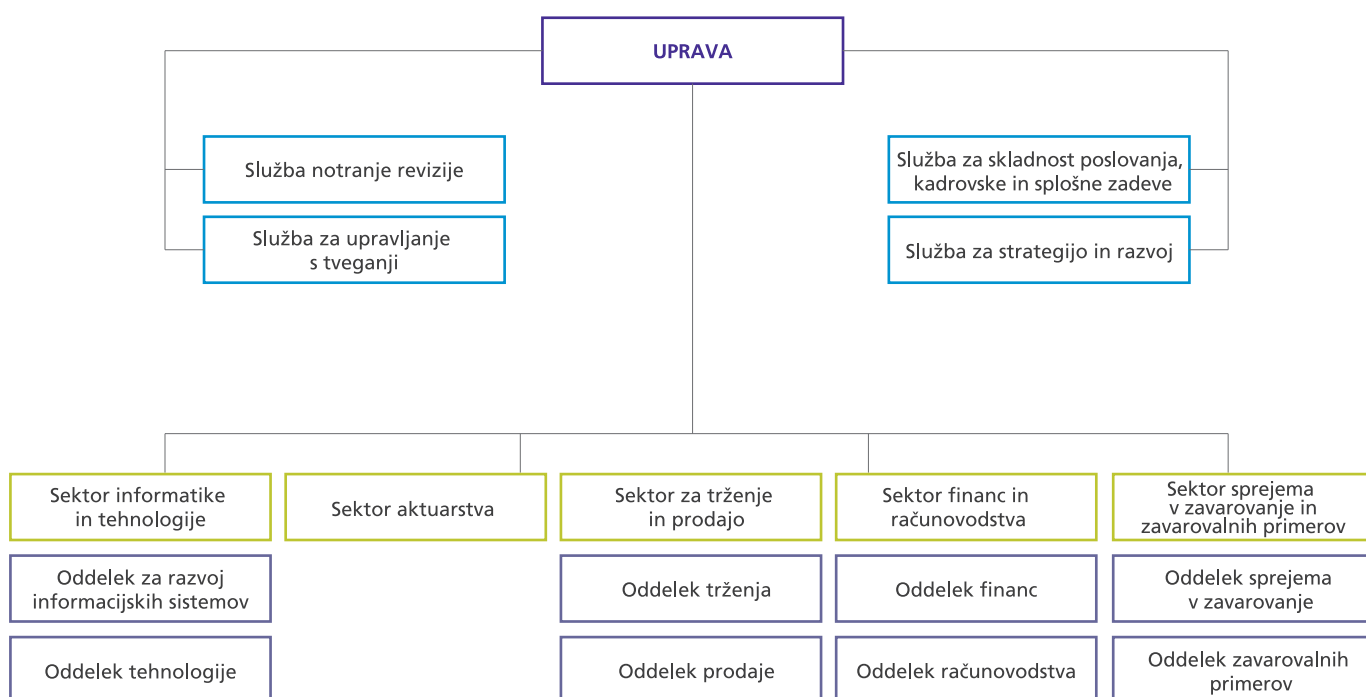 UPRAVA
Služba notranje revizije
Služba za upravljanje
s tveganji
Služba za skladnost poslovanja,
kadrovske in splošne zadeve
Služba za strategijo in razvoj
Sektor informatike
in tehnologije
Sektor aktuarstva
Sektor za trženje
in prodajo
Sektor financ in
računovodstva
Sektor sprejema
v zavarovanje in
zavarovalnih primerov
Oddelek za razvoj
informacijskih sistemov
Oddelek trženja
Oddelek financ
Oddelek sprejema
v zavarovanje
Oddelek tehnologije
Oddelek prodaje
Oddelek računovodstva
Oddelek zavarovalnih
primerov